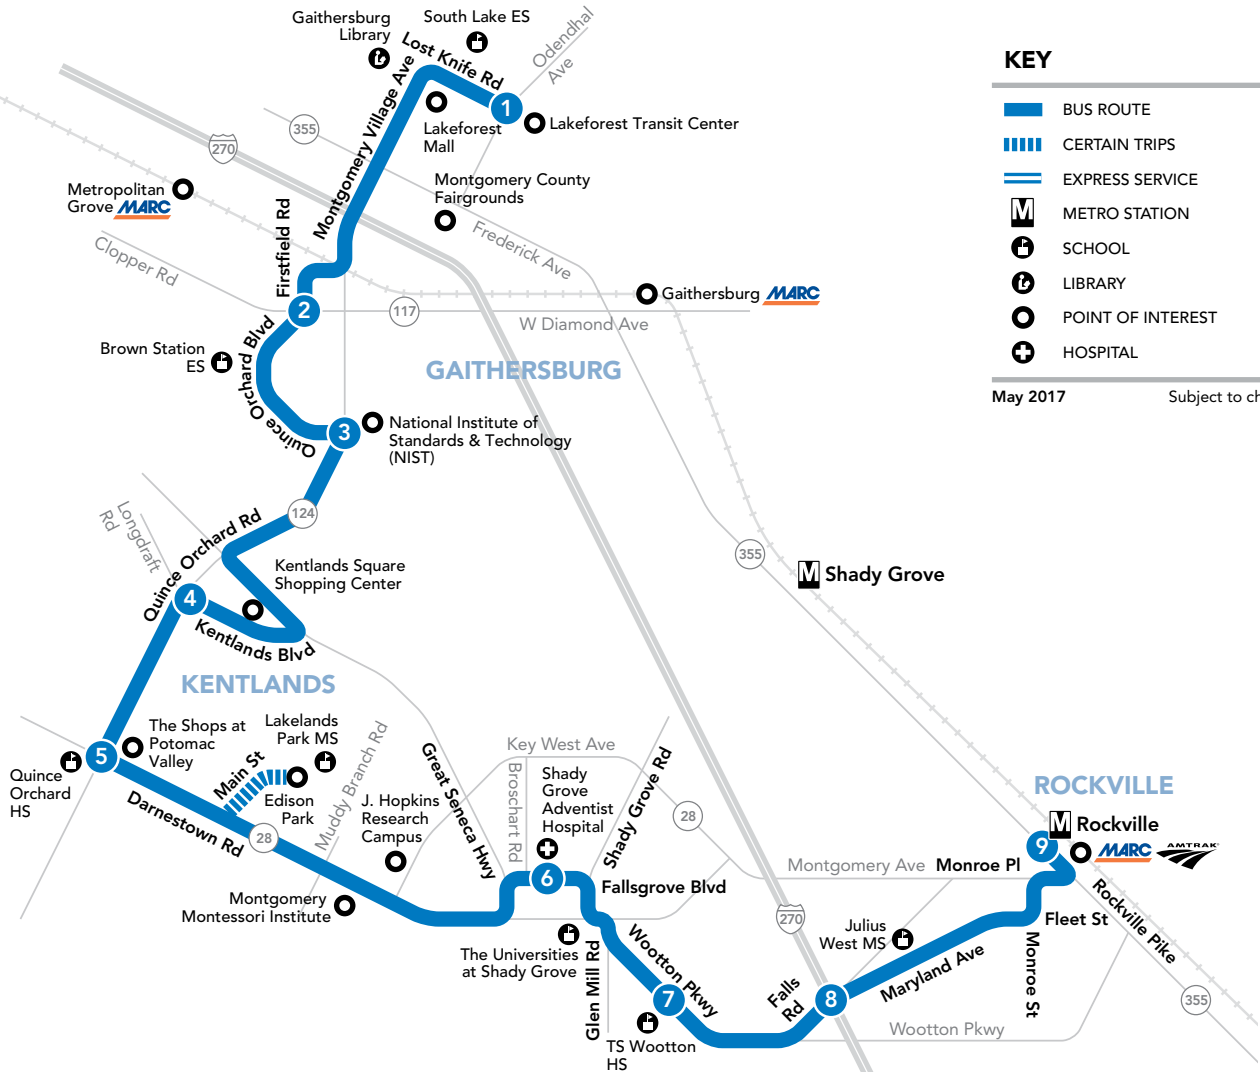 Gaithersburg
Library
South Lake ES
Lost Knife Rd
Odendhal
Ave
1
Lakeforest Transit Center
Lakeforest
Mall
Montgomery Village Ave
355
270
Metropolitan
Grove MARC
Montgomery County
Fairgrounds
Frederick Ave
Clopper Rd
Firstfield Rd
2
117
Gaithersburg MARC
W Diamond Ave
Brown Station
ES
Quince Orchard Blvd
GAITHERSBURG
3
National Institute of
Standards & Technology
(NIST)
KEY
BUS ROUTE
CERTAIN TRIPS
EXPRESS SERVICE
M METRO STATION
SCHOOL
LIBRARY
POINT OF INTEREST
HOSPITAL
May 2017
Subject to ch
124
Longdraft
Rd
Quince Orchard Rd
Kentlands Square
Shopping Center
4
Kentlands Blvd
355
M Shady Grove
KENTLANDS
5
The Shops at
Potomac
Valley
Lakelands
Park MS
Quince
Orchard
HS
Main St
Edison
Park
Darnestown Rd
28
Muddy Branch Rd
J. Hopkins
Research
Campus
Great Seneca Hwy
Key West Ave
Broschart Rd
Shady
Grove
Adventist
Hospital
Shady Grove Rd
28
Montgomery
Montessori Institute
6
Fallsgrove Blvd
The Universities
at Shady Grove
Glen Mill Rd
Wootton Pkwy
7
TS Wootton
HS
Montgomery Ave
Monroe Pl
270
Julius
West MS
Falls
Rd
8
Maryland Ave
Wootton Pkwy
ROCKVILLE
M Rockville
9
MARC AMTRAK
Fleet St
Monroe St
Rockville Pike
355